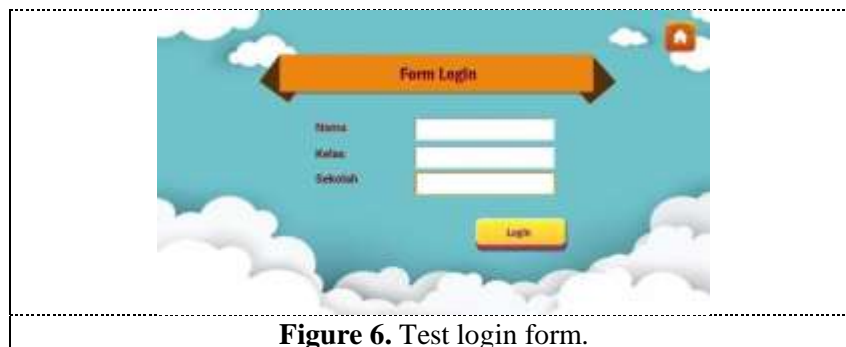 Form Login
Nama
Kelas
Sekolah
Login
Figure 6. Test login form.